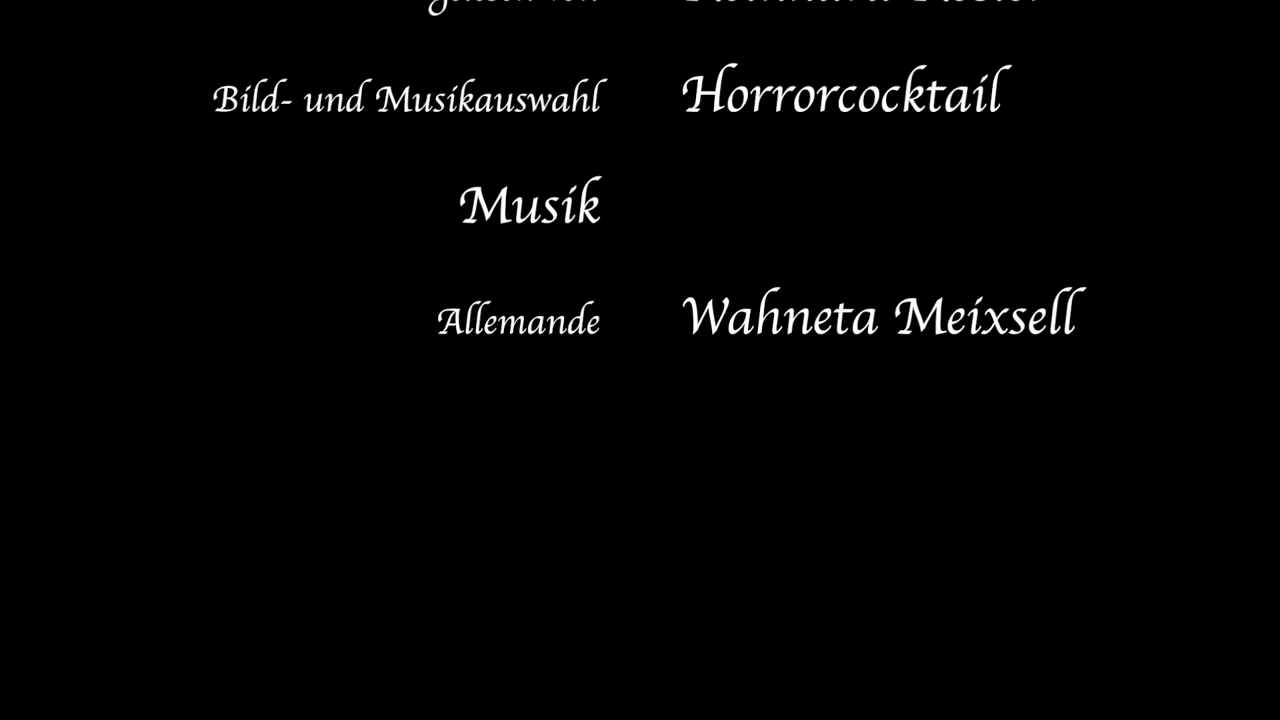 Bild- und Musikauswahl Horrorcocktail
Musik
Allemande Wahneta Meixsell